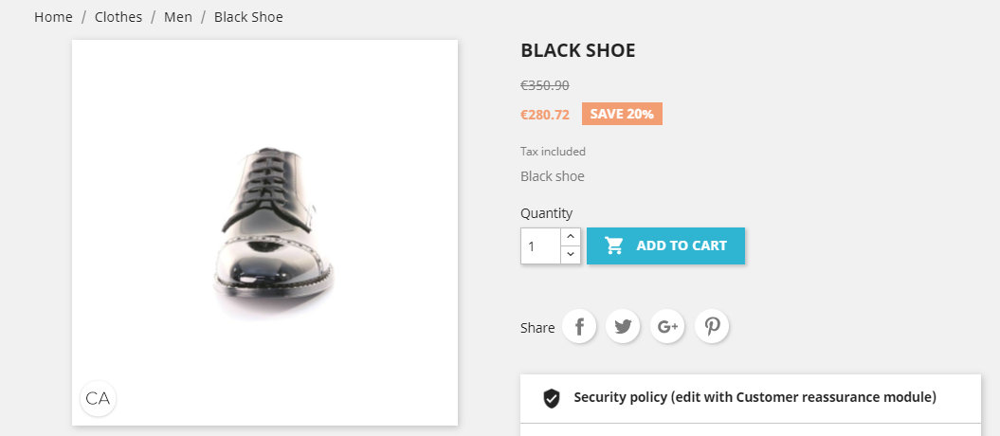 Home / Clothes / Men / Black Shoe
BLACK SHOE
€350.90
€280.72 SAVE 20%
Tax included
Black shoe
Quantity
1 ADD TO CART
Share
CA
Security policy (edit with Customer reassurance module)